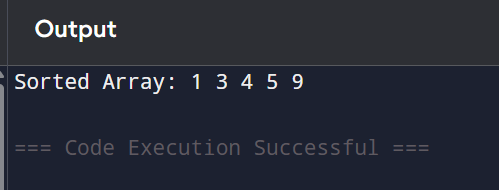 Output
Sorted Array: 1 3 4 5 9
=== Code Execution Successful ===